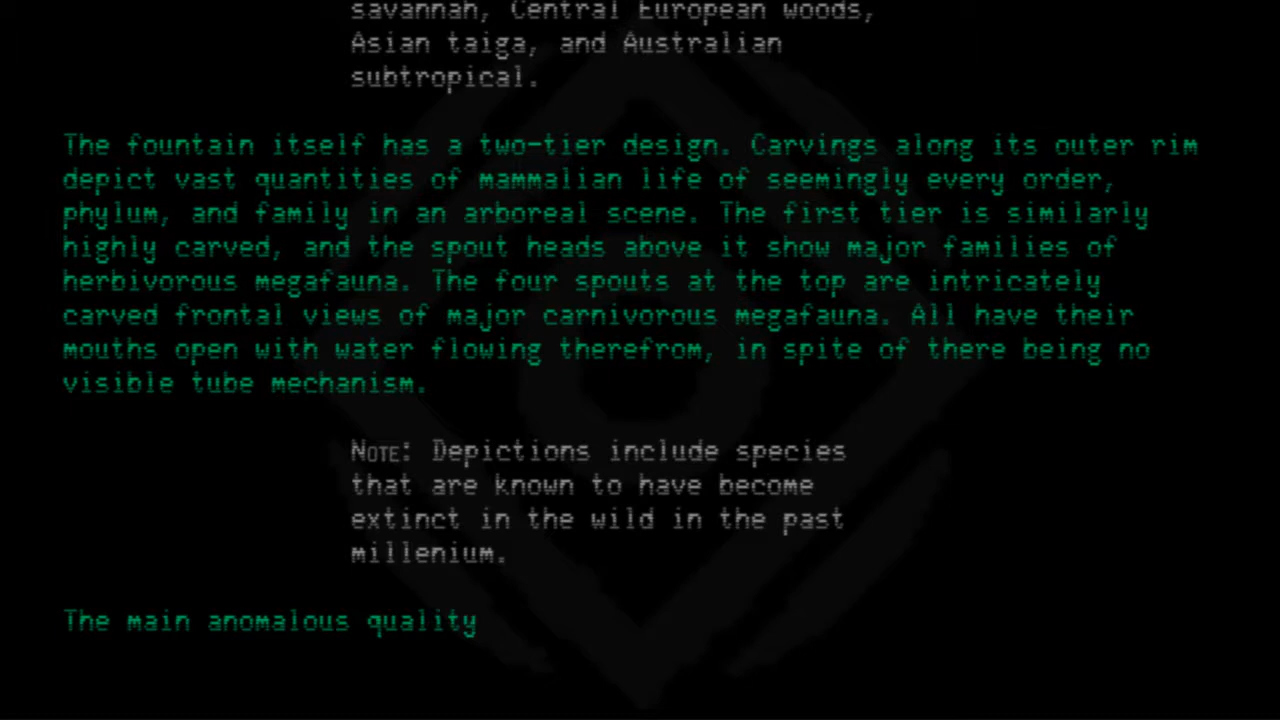 savannah, Central European woods,
Asian taiga, and Australian
subtropical.
The fountain itself has a two-tier design. Carvings along its outer rim
depict vast quantities of mammalian life of seemingly every order,
phylum, and family in an arboreal scene. The first tier is similarly
highly carved, and the spout heads above it show major families of
herbivorous megafauna. The four spouts at the top are intricately
carved frontal views of major carnivorous megafauna. All have their
mouths open with water flowing therefrom, in spite of there being no
visible tube mechanism.
NOTE: Depictions include species
that are known to have become
extinct in the wild in the past
millenium.
The main anomalous quality